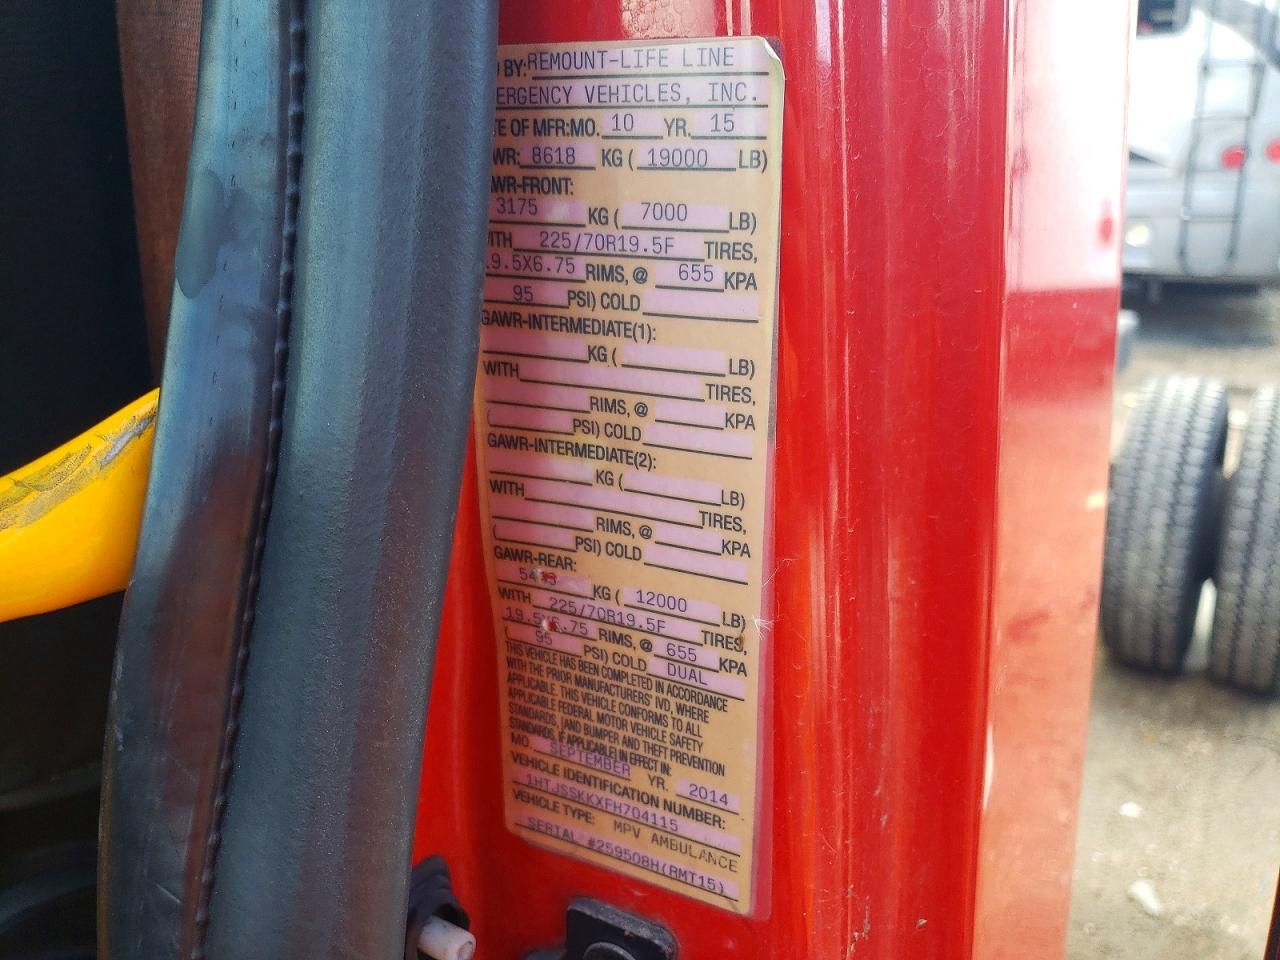 BY: REMOUNT-LIFE LINE
ERGENCY VEHICLES, INC.
TE OF MFR: MO. 10 YR. 15
WR: 8618 KG ( 19000 LB)
WR-FRONT:
3175 KG ( 7000 LB)
ITH 225/70R19.5F TIRES,
19.5X6.75 RIMS, @ 655 KPA
95 PSI) COLD
GAWR-INTERMEDIATE(1):
KG ( LB)
WITH TIRES,
RIMS, @ KPA
( PSI) COLD
GAWR-INTERMEDIATE(2):
KG ( LB)
WITH TIRES,
RIMS, @ KPA
( PSI) COLD
GAWR-REAR:
KG ( 12000 LB)
WITH 225/70R19.5F TIRES,
RIMS, @ 655 KPA
( 95 PSI) COLD DUAL
THIS VEHICLE HAS BEEN COMPLETED IN ACCORDANCE
WITH THE PRIOR MANUFACTURERS' IVD, WHERE
APPLICABLE. THIS VEHICLE CONFORMS TO ALL
APPLICABLE FEDERAL MOTOR VEHICLE SAFETY
STANDARDS, [AND BUMPER AND THEFT PREVENTION
STANDARDS, IF APPLICABLE] IN EFFECT IN:
MO. SEPTEMBER YR. 2014
VEHICLE IDENTIFICATION NUMBER:
1HTJSSKKXFH704115
VEHICLE TYPE: MPV AMBULANCE
SERIAL #259508H(RMT15)